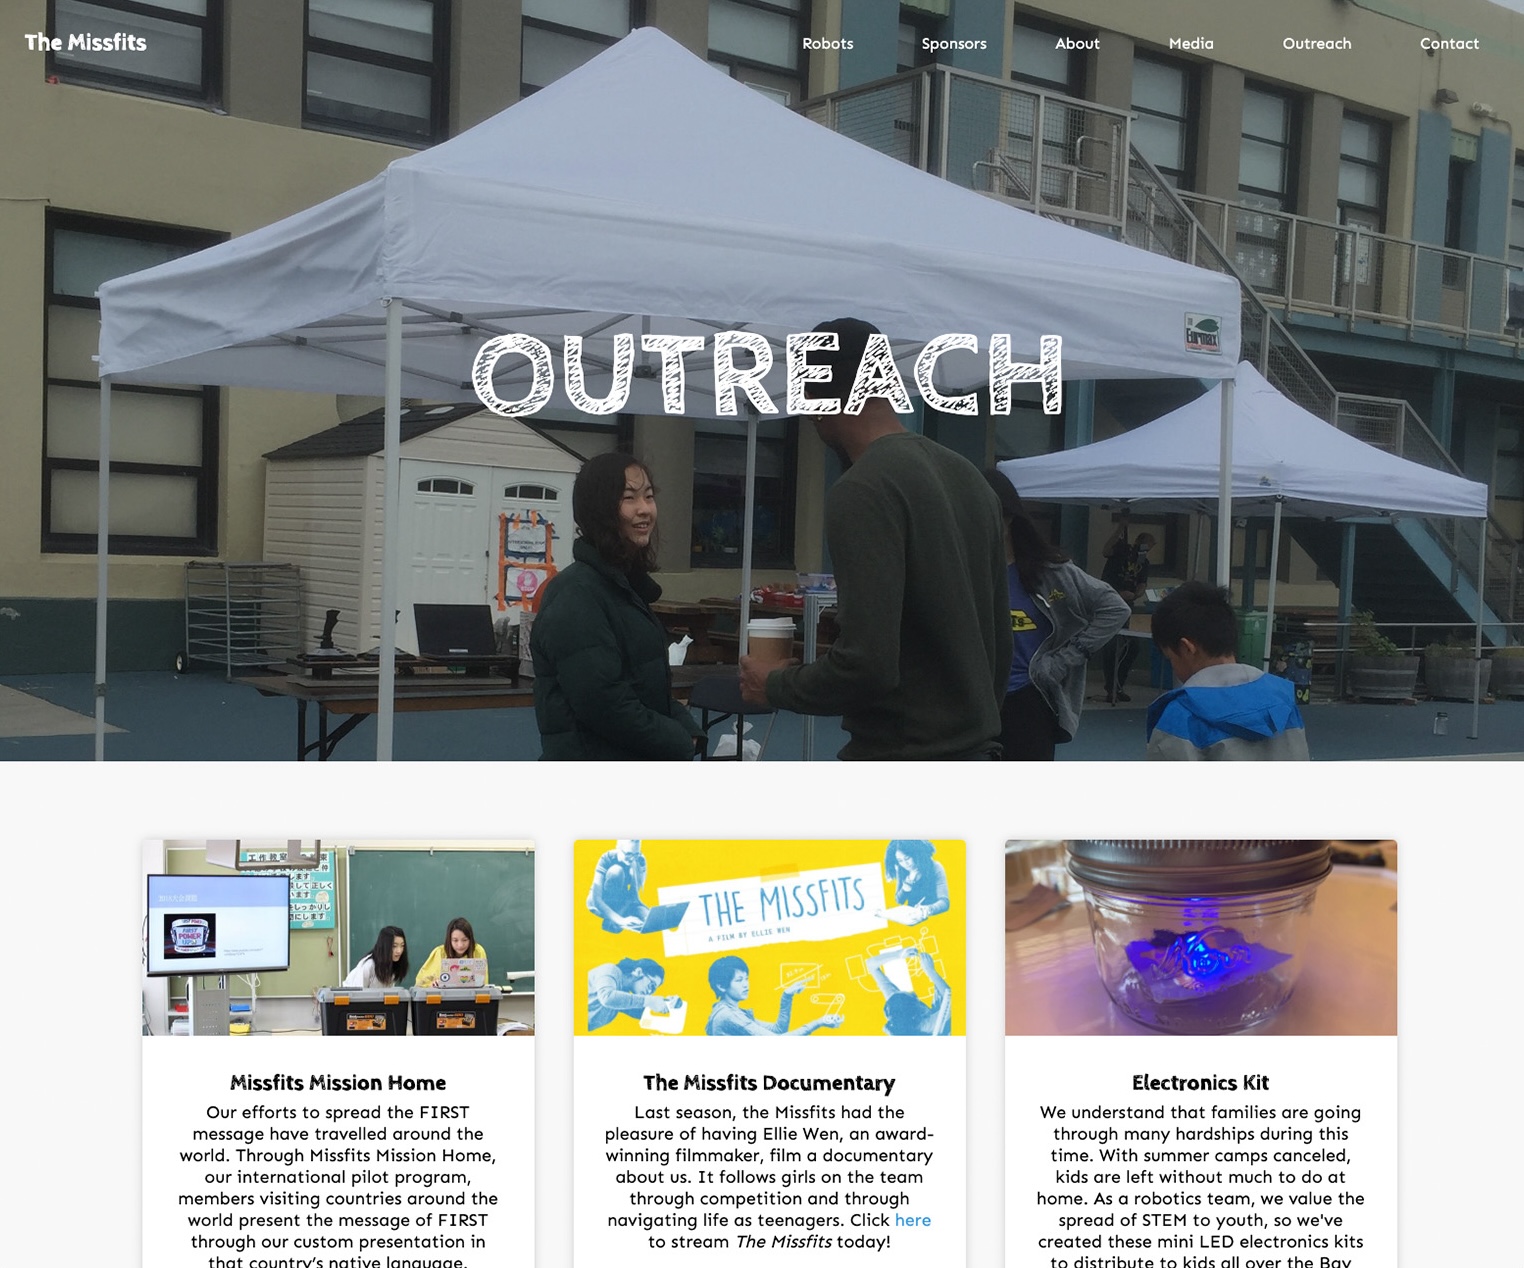 The Missfits
Robots
Sponsors
About
Media
Outreach
Contact
Eurmax
OUTREACH
工作教室
FIRST
POWER
UP
THE MISSFITS
A FILM BY ELLIE WEN
Missfits Mission Home
Our efforts to spread the FIRST
message have travelled around the
world. Through Missfits Mission Home,
our international pilot program,
members visiting countries around the
world present the message of FIRST
through our custom presentation in
that country's native language.
The Missfits Documentary
Last season, the Missfits had the
pleasure of having Ellie Wen, an award-
winning filmmaker, film a documentary
about us. It follows girls on the team
through competition and through
navigating life as teenagers. Click here
to stream The Missfits today!
Electronics Kit
We understand that families are going
through many hardships during this
time. With summer camps canceled,
kids are left without much to do at
home. As a robotics team, we value the
spread of STEM to youth, so we've
created these mini LED electronics kits
to distribute to kids all over the Bay